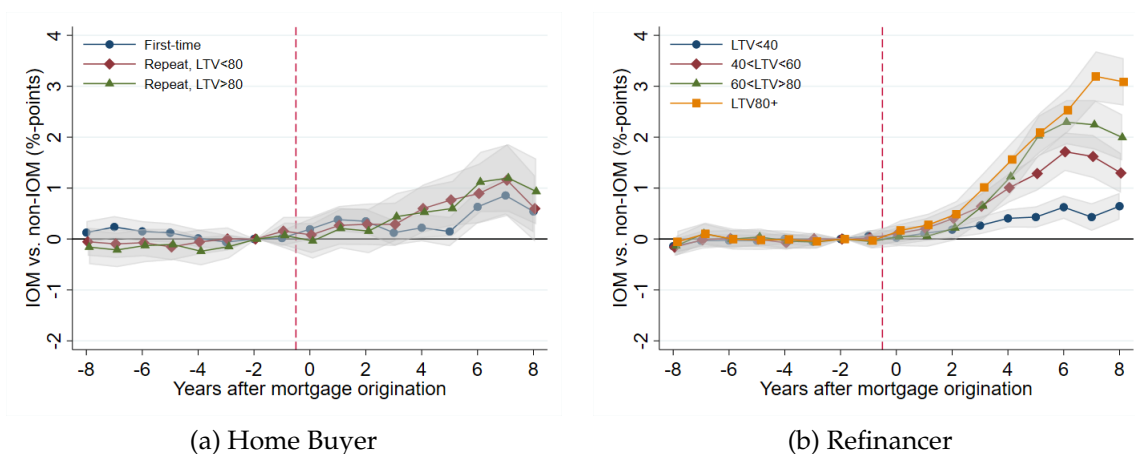 IOM vs. non-IOM (%-points)
4
3
2
1
0
-1
-2
First-time
Repeat, LTV<80
Repeat, LTV>80
-8 -6 -4 -2 0 2 4 6 8
Years after mortgage origination
(a) Home Buyer
IOM vs. non-IOM (%-points)
4
3
2
1
0
-1
-2
LTV<40
40<LTV<60
60<LTV>80
LTV80+
-8 -6 -4 -2 0 2 4 6 8
Years after mortgage origination
(b) Refinancer